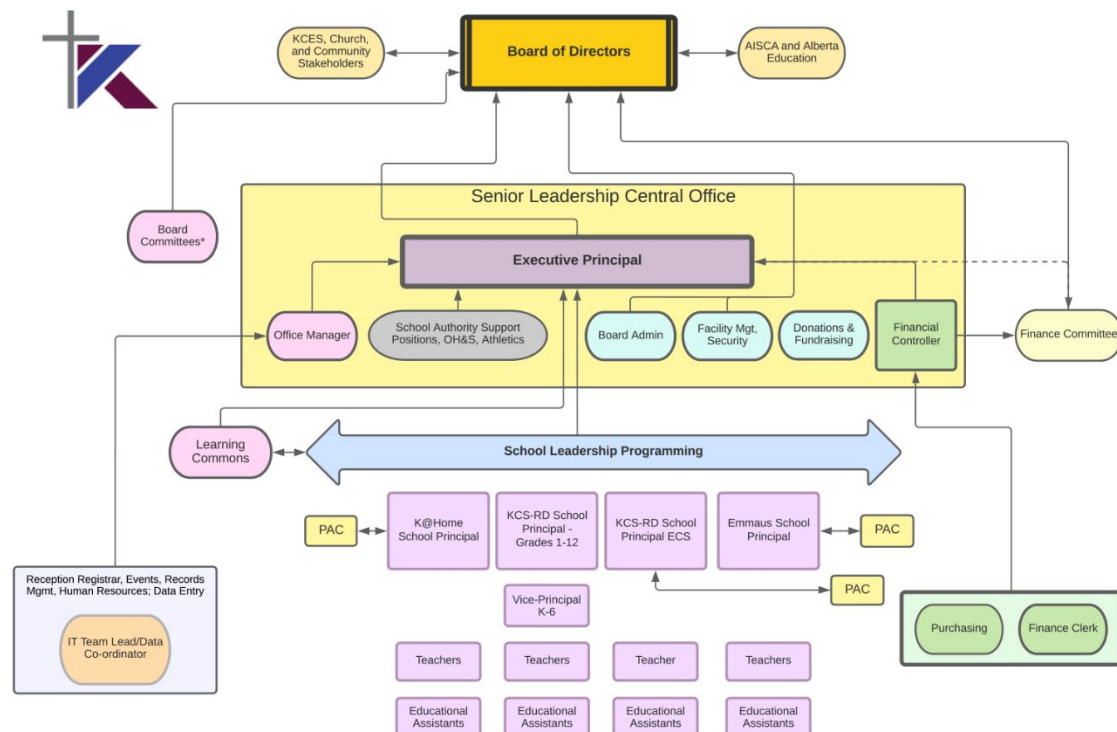 KCES, Church,
and Community
Stakeholders
Board of Directors
AISCA and Alberta
Education
Board
Committees*
Senior Leadership Central Office
Executive Principal
Office Manager
School Authority Support
Positions, OH&S, Athletics
Board Admin
Facility Mgt,
Security
Donations &
Fundraising
Financial
Controller
Finance Committee
Learning
Commons
School Leadership Programming
PAC
K@Home
School Principal
KCS-RD School
Principal -
Grades 1-12
KCS-RD School
Principal ECS
Emmaus School
Principal
PAC
PAC
Vice-Principal
K-6
Reception Registrar, Events, Records
Mgmt, Human Resources; Data Entry
IT Team Lead/Data
Co-ordinator
Purchasing
Finance Clerk
Teachers
Teachers
Teacher
Teachers
Educational
Assistants
Educational
Assistants
Educational
Assistants
Educational
Assistants